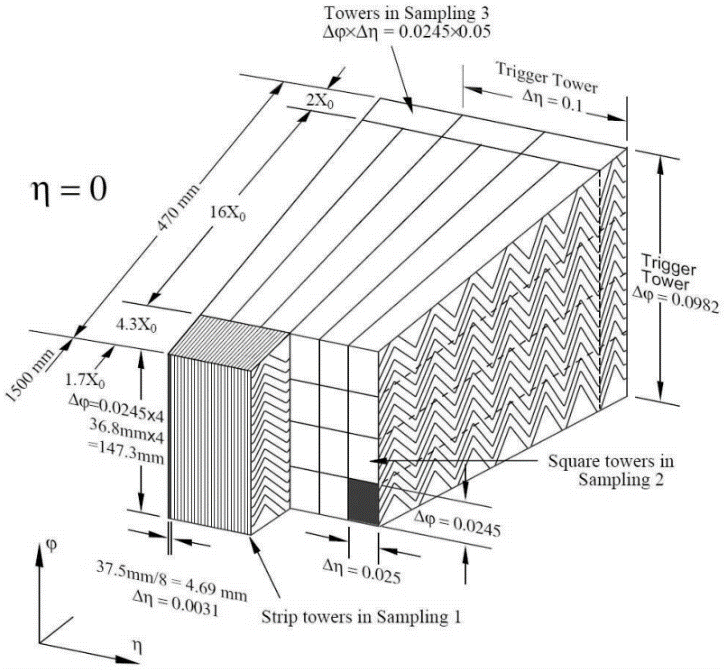 Towers in Sampling 3
Δφ×Δη = 0.0245×0.05
Trigger Tower
Δη = 0.1
2X₀
η = 0
470 mm
16X₀
Trigger
Tower
Δφ = 0.0982
4.3X₀
1500 mm
1.7X₀
Δφ=0.0245x4
36.8mmx4
=147.3mm
Square towers in
Sampling 2
Δφ = 0.0245
Δη = 0.025
37.5mm/8 = 4.69 mm
Δη = 0.0031
Strip towers in Sampling 1
φ
η